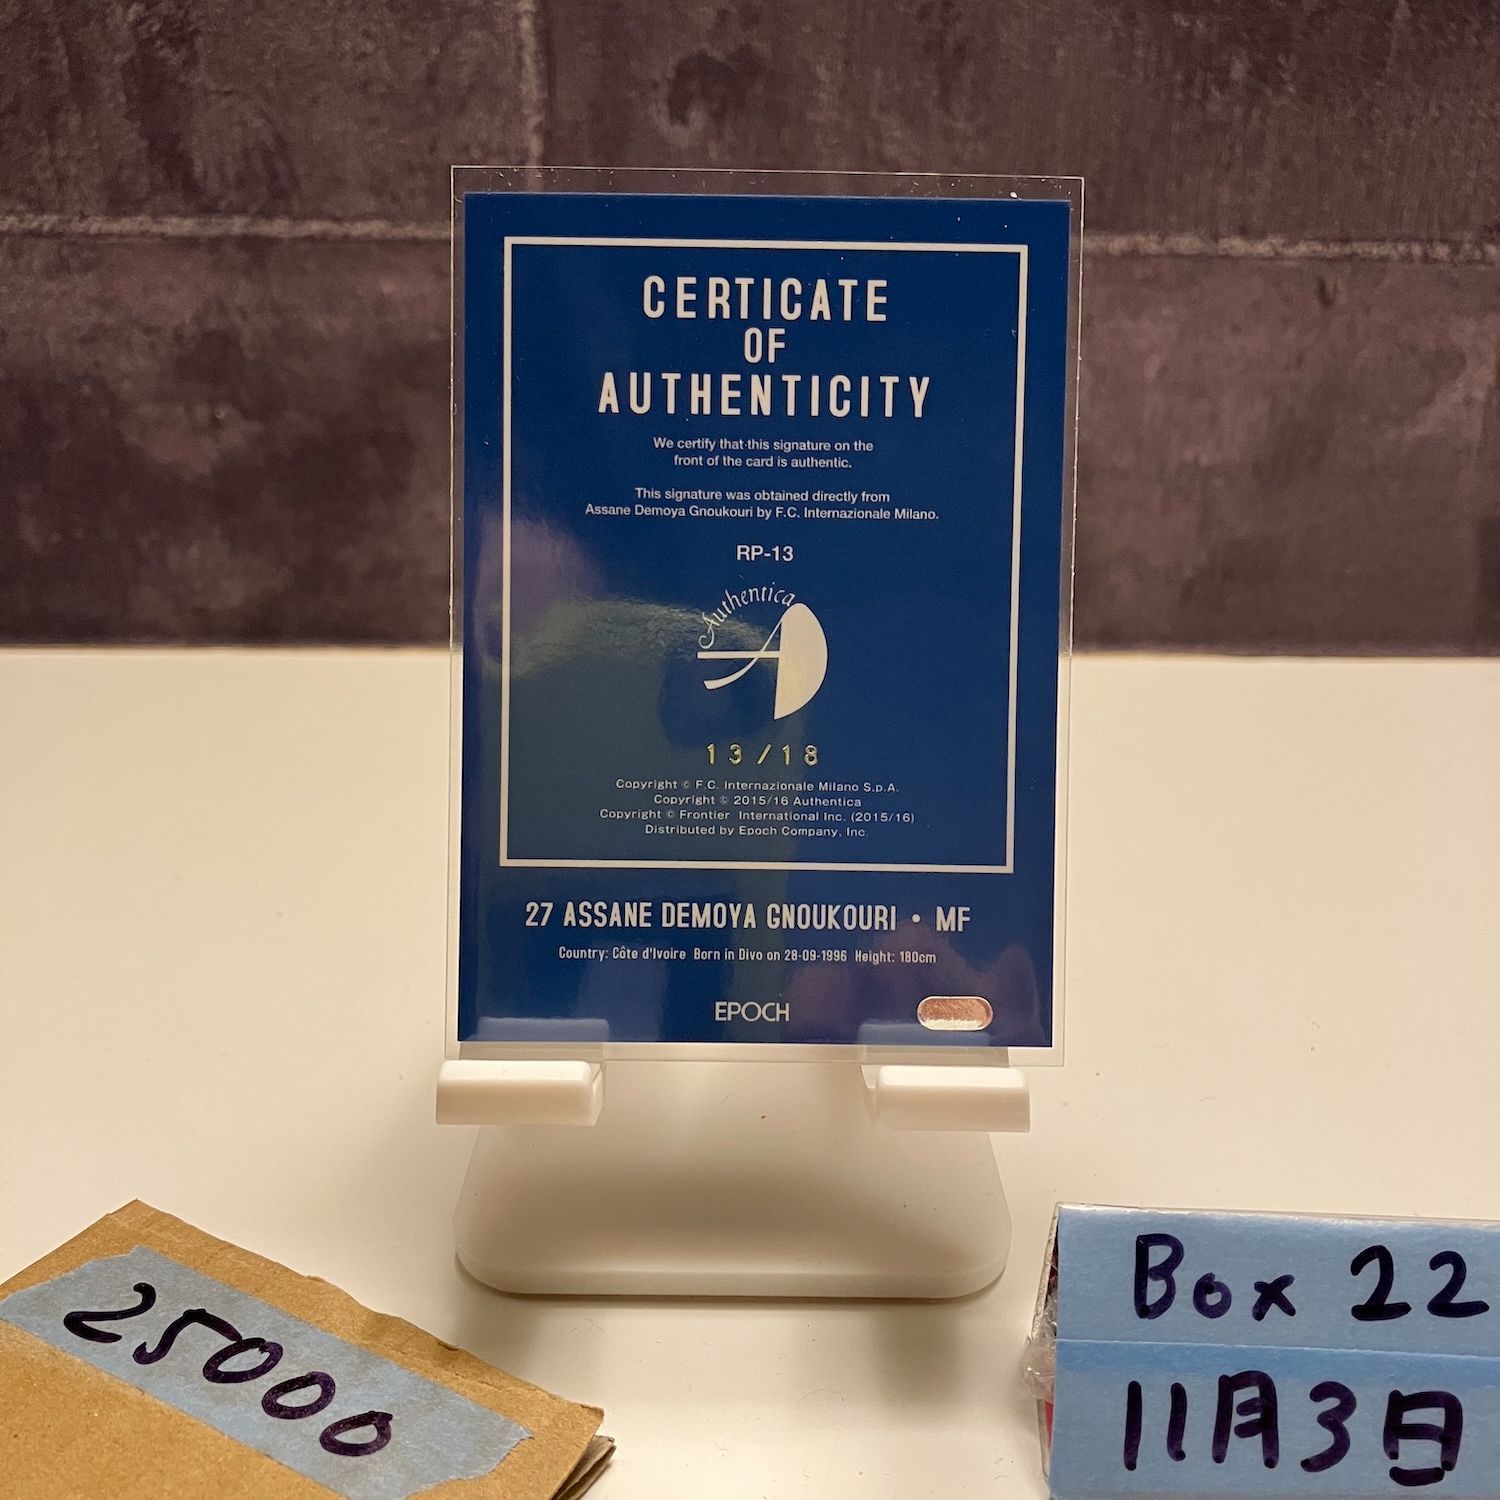 CERTICATE
OF
AUTHENTICITY
We certify that this signature on the
front of the card is authentic.
This signature was obtained directly from
Assane Demoya Gnoukouri by F.C. Internazionale Milano.
RP-13
Authentica
13/18
Copyright © F.C. Internazionale Milano S.p.A.
Copyright © 2015/16 Authentica
Copyright © Frontier International Inc. (2015/16)
Distributed by Epoch Company, Inc.
27 ASSANE DEMOYA GNOUKOURI • MF
Country: Côte d'Ivoire Born in Divo on 28-09-1996 Height: 180cm
EPOCH
25000
Box 22
11月3日